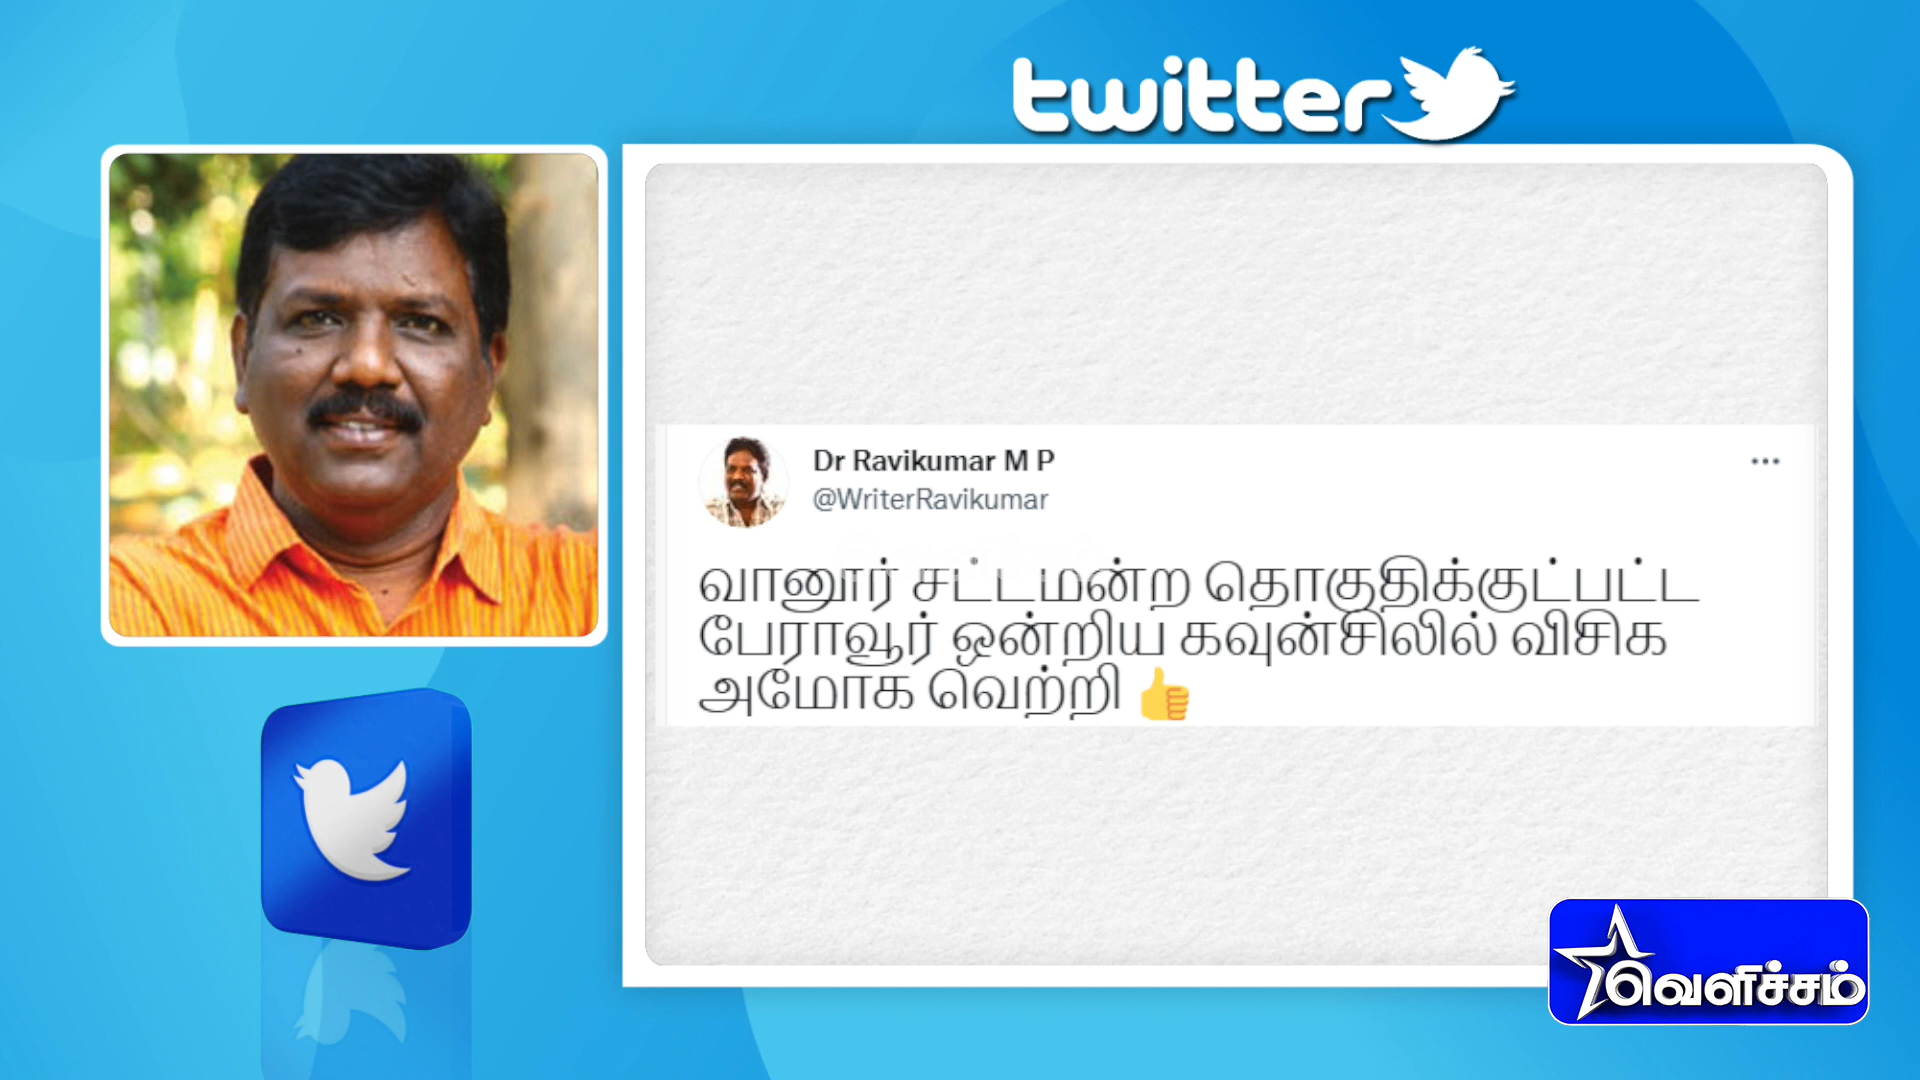 twitter
Dr Ravikumar M P
@WriterRavikumar
வானூர் சட்டமன்ற தொகுதிக்குட்பட்ட
பேராவூர் ஒன்றிய கவுன்சிலில் விசிக
அமோக வெற்றி 👍
வெளிச்சம்